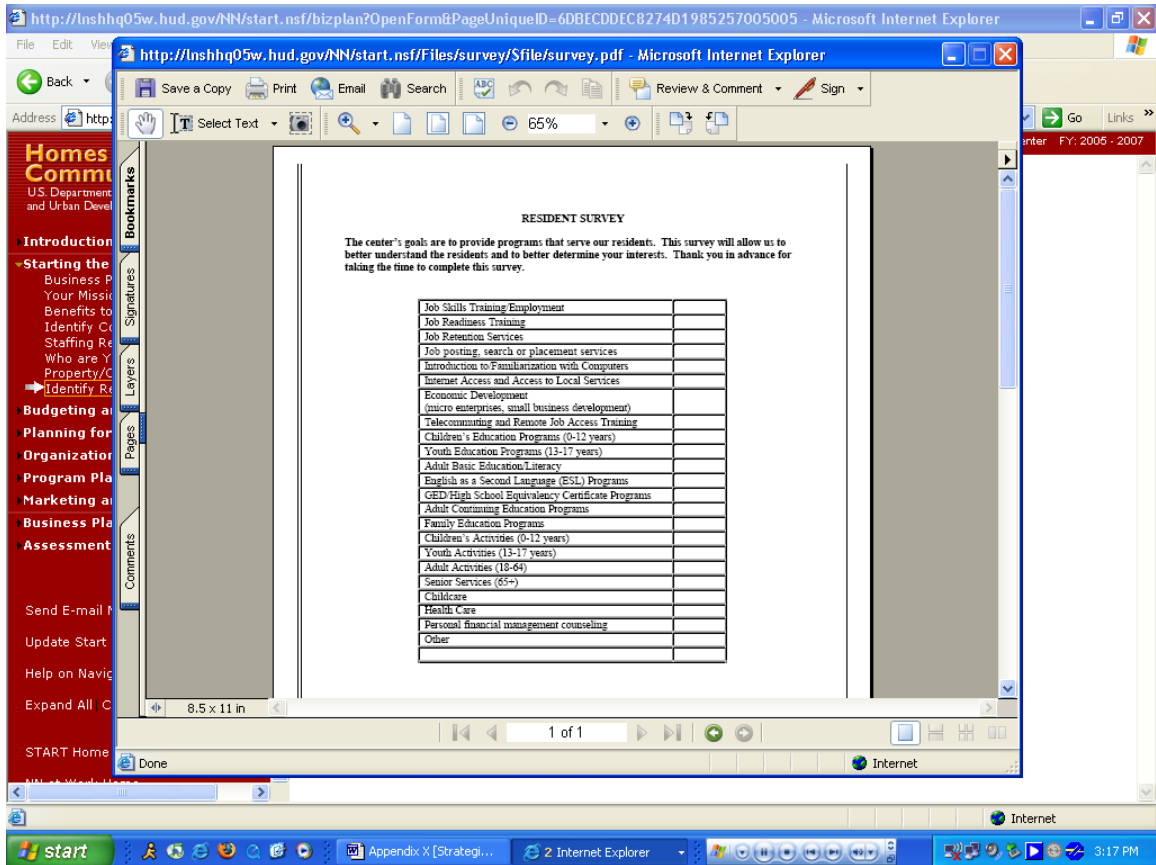 http://lnshhq05w.hud.gov/NN/start.nsf/bizplan?OpenForm&PageUniqueID=6DBECDDEC8274D1985257005005 - Microsoft Internet Explorer
File Edit View
http://lnshhq05w.hud.gov/NN/start.nsf/Files/survey/$file/survey.pdf - Microsoft Internet Explorer
Back
Save a Copy Print Email Search Review & Comment Sign
Address http:
Select Text 65%
Go Links
enter FY: 2005 - 2007
Homes
Commu
U.S. Department
and Urban Devel
Introduction
Starting the
Business P
Your Missio
Benefits to
Identify Co
Staffing Re
Who are Y
Property/C
Identify Re
Budgeting a
Planning for
Organization
Program Pla
Marketing a
Business Pla
Assessment
Send E-mail N
Update Start
Help on Navig
Expand All C
START Home
NN at Work Home
Bookmarks
Signatures
Layers
Pages
Comments
RESIDENT SURVEY
The center's goals are to provide programs that serve our residents. This survey will allow us to
better understand the residents and to better determine your interests. Thank you in advance for
taking the time to complete this survey.
Job Skills Training/Employment
Job Readiness Training
Job Retention Services
Job posting, search or placement services
Introduction to/Familiarization with Computers
Internet Access and Access to Local Services
Economic Development
(micro enterprises, small business development)
Telecommuting and Remote Job Access Training
Children's Education Programs (0-12 years)
Youth Education Programs (13-17 years)
Adult Basic Education/Literacy
English as a Second Language (ESL) Programs
GED/High School Equivalency Certificate Programs
Adult Continuing Education Programs
Family Education Programs
Children's Activities (0-12 years)
Youth Activities (13-17 years)
Adult Activities (18-64)
Senior Services (65+)
Childcare
Health Care
Personal financial management counseling
Other
8.5 x 11 in
1 of 1
Done Internet
Internet
start Appendix X [Strategi... 2 Internet Explorer 3:17 PM